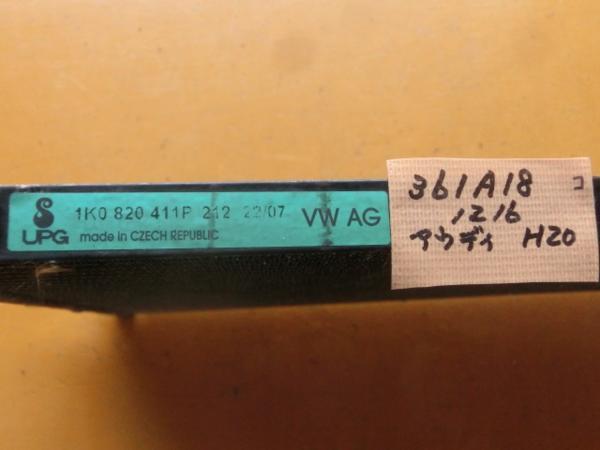 1K0 820 411P 212 22/07
UPG made in CZECH REPUBLIC
VW AG
361A18 コ
1216
アウディ H20